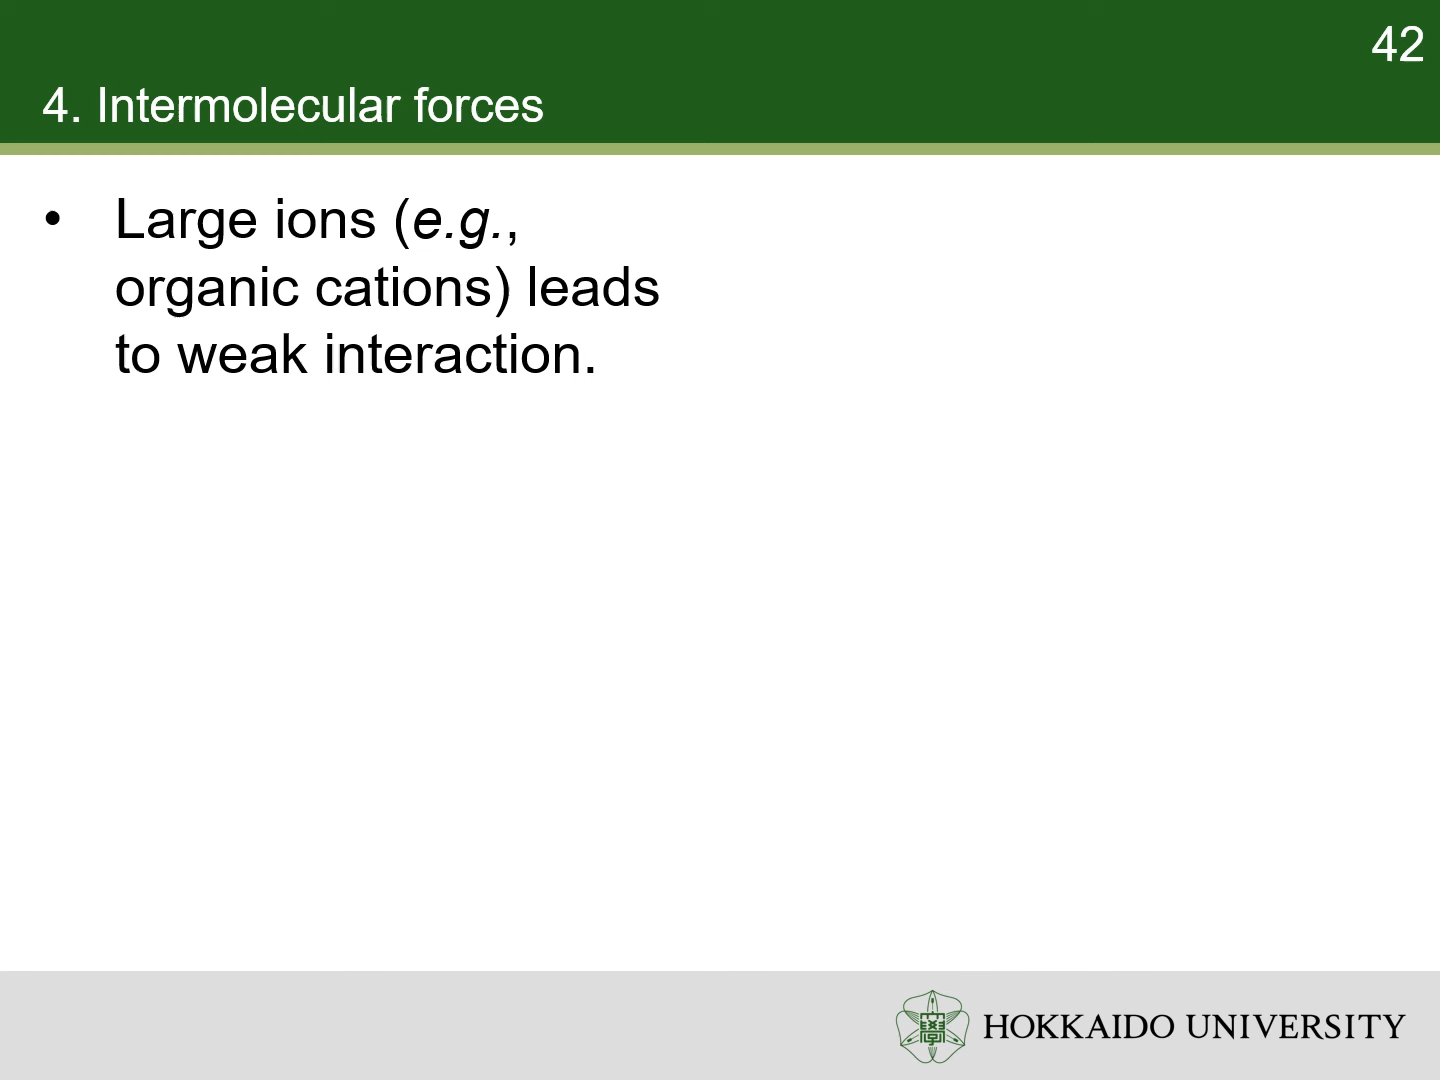 42
4. Intermolecular forces
• Large ions (e.g.,
organic cations) leads
to weak interaction.
HOKKAIDO UNIVERSITY